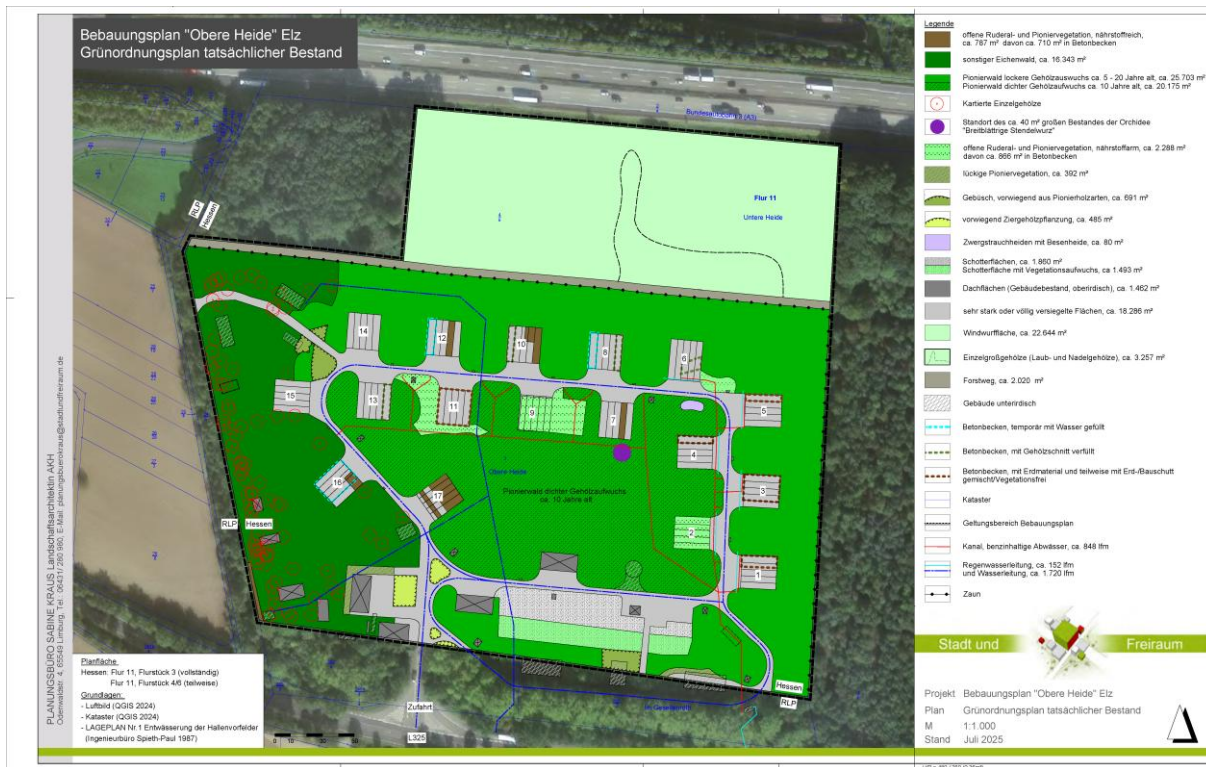 Bebauungsplan "Obere Heide" Elz
Grünordnungsplan tatsächlicher Bestand
Bundesautobahn 3 (A3)
Flur 11
Untere Heide
RLP
Hessen
14
12
10
8
6
15
13
11
9
7
5
4
3
2
1
16
17
Obere Heide
Pionierwald dichter Gehölzaufwuchs
ca. 10 Jahre alt
RLP
Hessen
Hessen
RLP
Zufahrt
L325
PLANUNGSBÜRO SABINE KRAUS Landschaftsarchitektin AKH
Planfläche
Hessen: Flur 11, Flurstück 3 (vollständig)
Flur 11, Flurstück 4/6 (teilweise)
Grundlagen:
- Luftbild (QGIS 2024)
- Kataster (QGIS 2024)
- LAGEPLAN Nr.1 Entwässerung der Hallenvorfelder
(Ingenieurbüro Spieth-Paul 1987)
0 10 20 30 40 50
Legende
offene Ruderal- und Pioniervegetation, nährstoffreich,
ca. 787 m² davon ca. 710 m² in Betonbecken
sonstiger Eichenwald, ca. 16.343 m²
Pionierwald lockere Gehölzauswuchs ca. 5 - 20 Jahre alt, ca. 25.703 m²
Pionierwald dichter Gehölzaufwuchs ca. 10 Jahre alt, ca. 20.175 m²
Kartierte Einzelgehölze
Standort des ca. 40 m² großen Bestandes der Orchidee
"Breitblättrige Stendelwurz"
offene Ruderal- und Pioniervegetation, nährstoffarm, ca. 2.288 m²
davon ca. 866 m² in Betonbecken
lückige Pioniervegetation, ca. 392 m²
Gebüsch, vorwiegend aus Pionierholzarten, ca. 691 m²
vorwiegend Ziergehölzpflanzung, ca. 485 m²
Zwergstrauchheiden mit Besenheide, ca. 80 m²
Schotterflächen, ca. 1.860 m²
Schotterfläche mit Vegetationsaufwuchs, ca 1.493 m²
Dachflächen (Gebäudebestand, oberirdisch), ca. 1.462 m²
sehr stark oder völlig versiegelte Flächen, ca. 18.286 m²
Windwurffläche, ca. 22.644 m²
Einzelgroßgehölze (Laub- und Nadelgehölze), ca. 3.257 m²
Forstweg, ca. 2.020 m²
Gebäude unterirdisch
Betonbecken, temporär mit Wasser gefüllt
Betonbecken, mit Gehölzschnitt verfüllt
Betonbecken, mit Erdmaterial und teilweise mit Erd-/Bauschutt
gemischt/Vegetationsfrei
Kataster
Geltungsbereich Bebauungsplan
Kanal, benzinhaltige Abwässer, ca. 848 lfm
Regenwasserleitung, ca. 152 lfm
und Wasserleitung, ca. 1.720 lfm
Zaun
Stadt und Freiraum
Projekt Bebauungsplan "Obere Heide" Elz
Plan Grünordnungsplan tatsächlicher Bestand
M 1:1.000
Stand Juli 2025